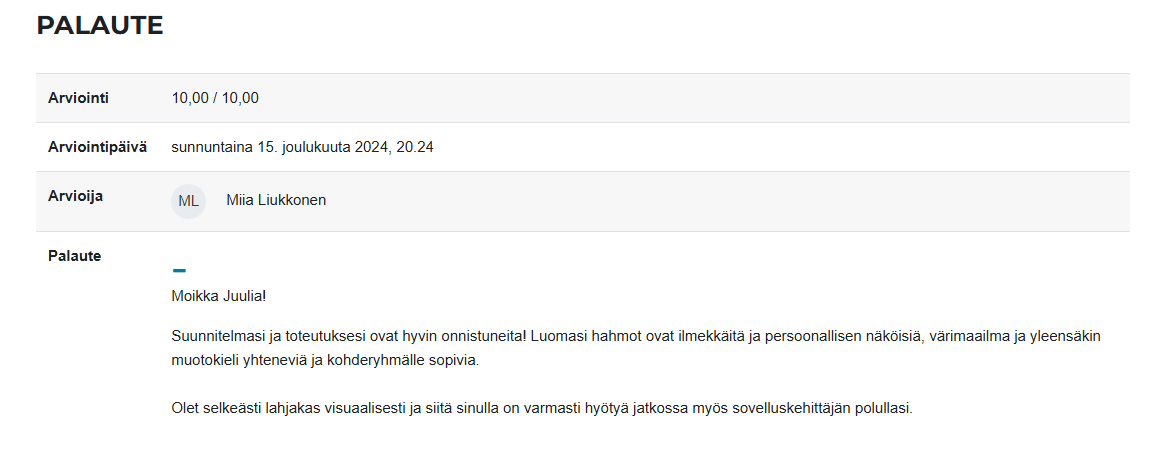 PALAUTE
Arviointi 10,00 / 10,00
Arviointipäivä sunnuntaina 15. joulukuuta 2024, 20.24
Arvioija ML Miia Liukkonen
Palaute
Moikka Juulia!
Suunnitelmasi ja toteutuksesi ovat hyvin onnistuneita! Luomasi hahmot ovat ilmekkäitä ja persoonallisen näköisiä, värimaailma ja yleensäkin
muotokieli yhteneviä ja kohderyhmälle sopivia.
Olet selkeästi lahjakas visuaalisesti ja siitä sinulla on varmasti hyötyä jatkossa myös sovelluskehittäjän polullasi.